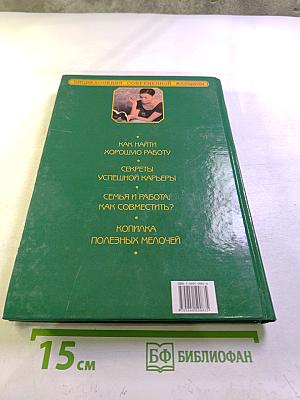 ЭНЦИКЛОПЕДИЯ СОВРЕМЕННОЙ ЖЕНЩИНЫ
• КАК НАЙТИ
ХОРОШУЮ РАБОТУ
• СЕКРЕТЫ
УСПЕШНОЙ КАРЬЕРЫ
• СЕМЬЯ И РАБОТА:
КАК СОВМЕСТИТЬ?
• КОПИЛКА
ПОЛЕЗНЫХ МЕЛОЧЕЙ
•
15 см
БФ БИБЛИОФАН